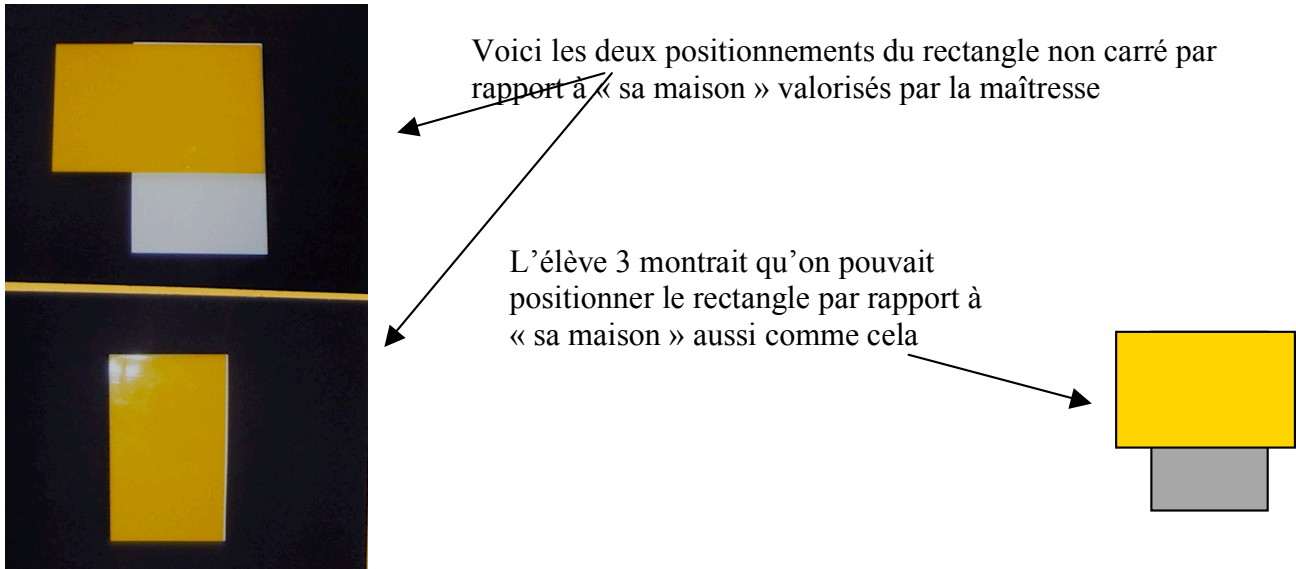 Voici les deux positionnements du rectangle non carré par
rapport à « sa maison » valorisés par la maîtresse
L’élève 3 montrait qu’on pouvait
positionner le rectangle par rapport à
« sa maison » aussi comme cela